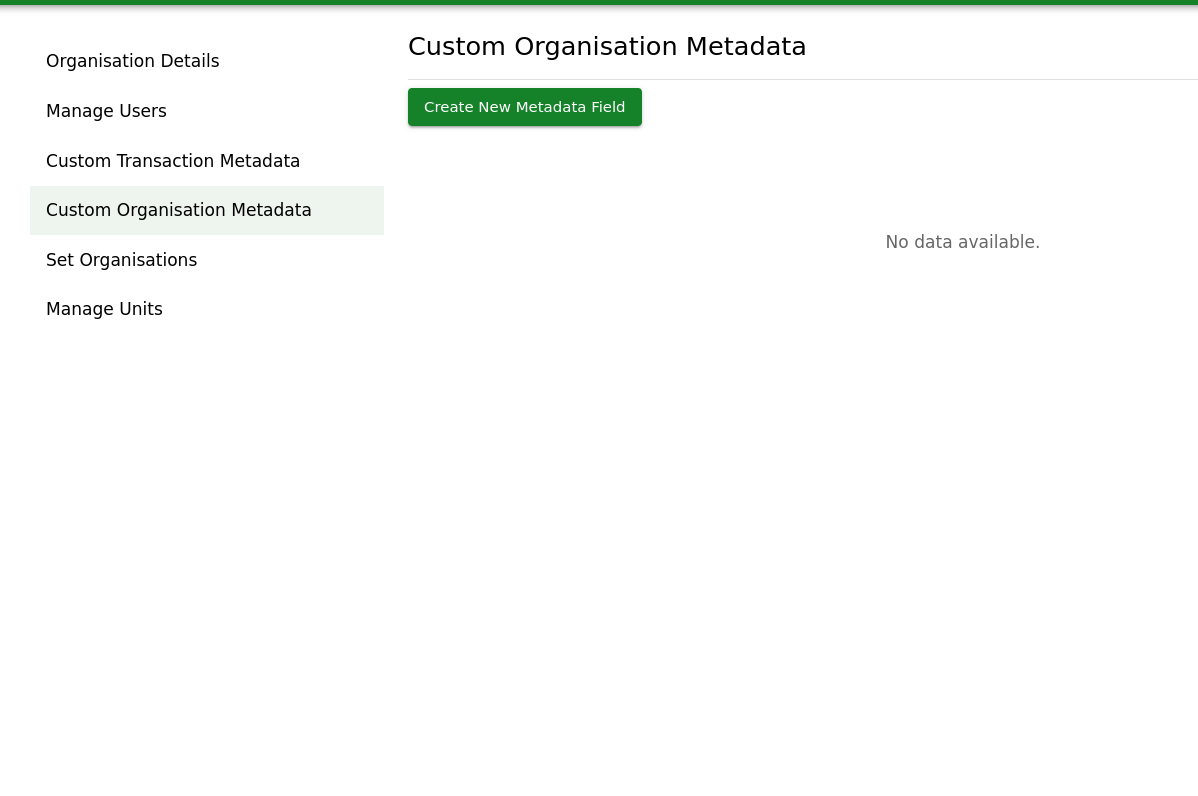 Organisation Details
Manage Users
Custom Transaction Metadata
Custom Organisation Metadata
Set Organisations
Manage Units
Custom Organisation Metadata
Create New Metadata Field
No data available.